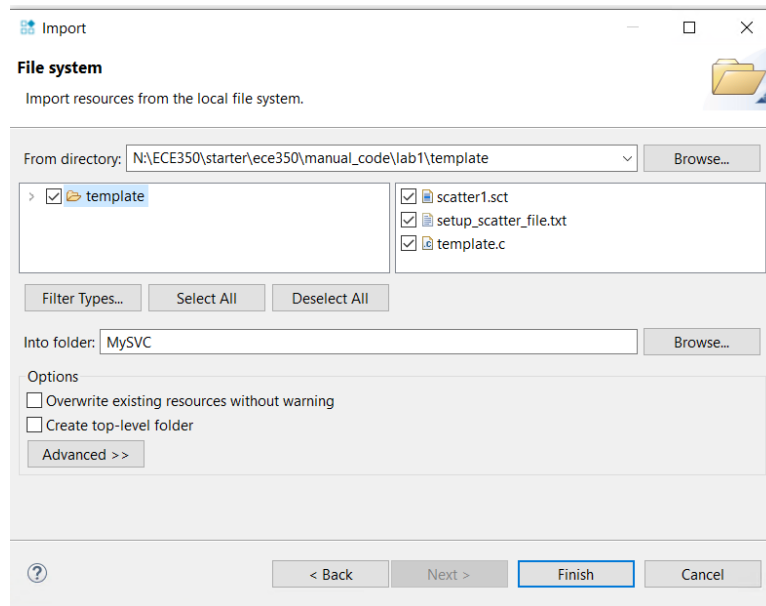 Import
File system
Import resources from the local file system.
From directory: N:\ECE350\starter\ece350\manual_code\lab1\template Browse...
template
scatter1.sct
setup_scatter_file.txt
template.c
Filter Types... Select All Deselect All
Into folder: MySVC Browse...
Options
Overwrite existing resources without warning
Create top-level folder
Advanced >>
? < Back Next > Finish Cancel